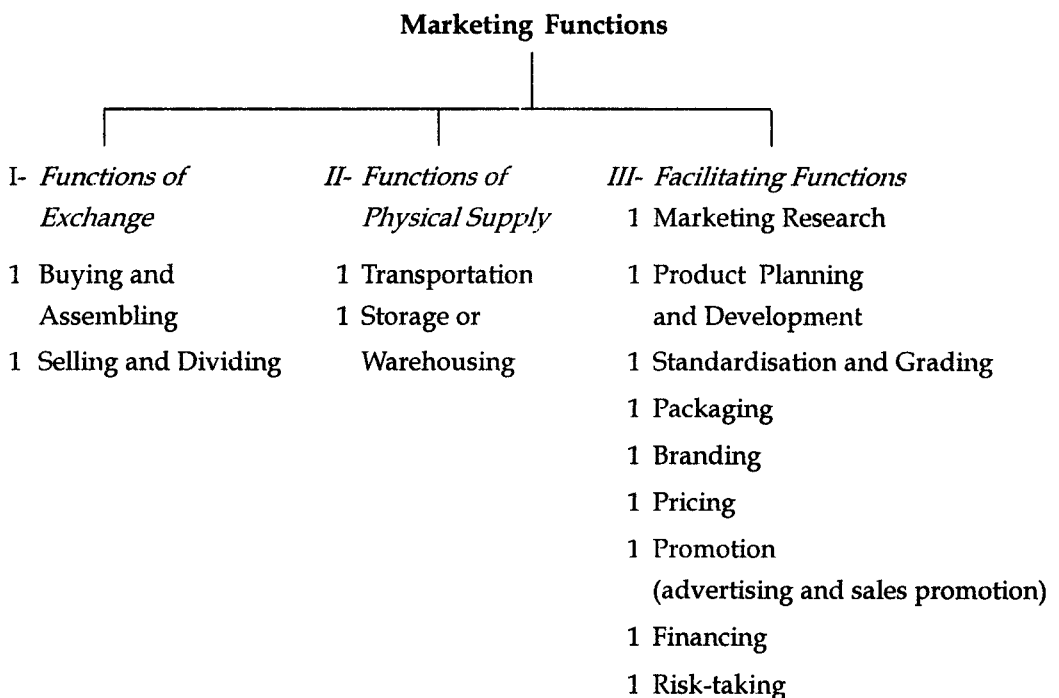 Marketing Functions
I- Functions of
Exchange
1 Buying and
Assembling
1 Selling and Dividing
II- Functions of
Physical Supply
1 Transportation
1 Storage or
Warehousing
III- Facilitating Functions
1 Marketing Research
1 Product Planning
and Development
1 Standardisation and Grading
1 Packaging
1 Branding
1 Pricing
1 Promotion
(advertising and sales promotion)
1 Financing
1 Risk-taking